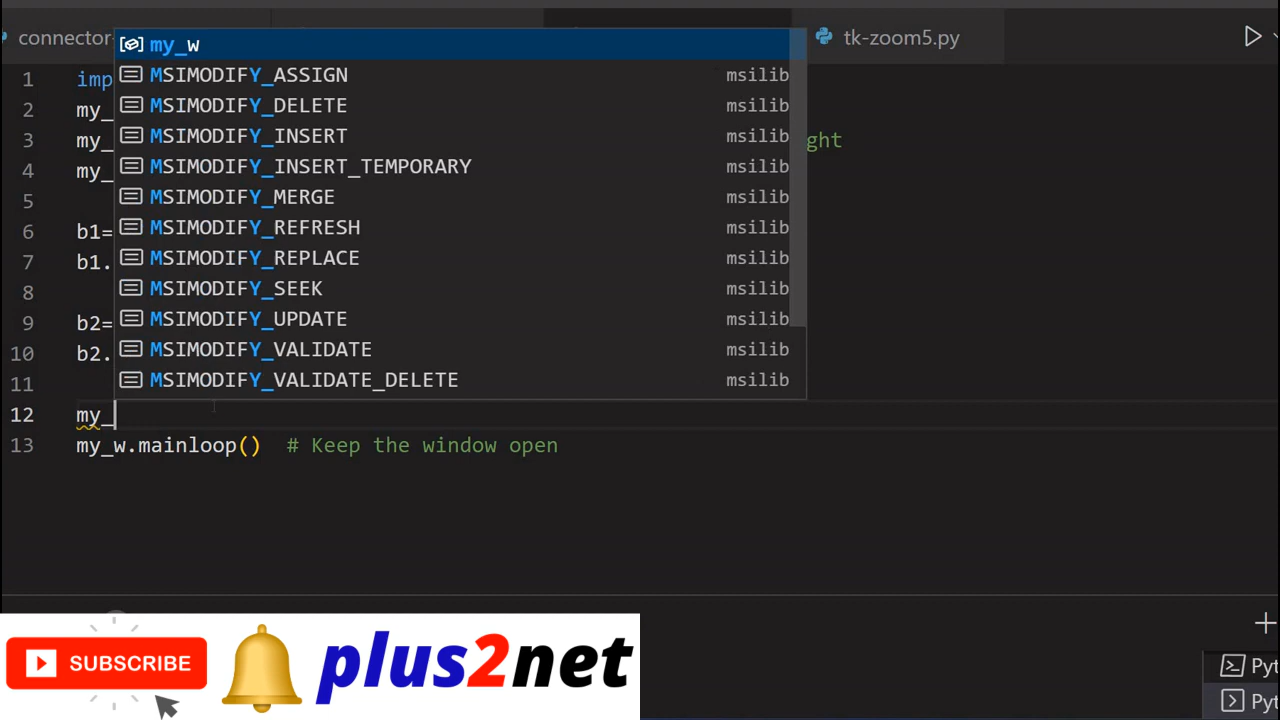 connector
tk-zoom5.py
1 imp
2 my_
3 my_ ght
4 my_
5
6 b1=
7 b1.
8
9 b2=
10 b2.
11
12 my_
13 my_w.mainloop() # Keep the window open
my_w
MSIMODIFY_ASSIGN msilib
MSIMODIFY_DELETE msilib
MSIMODIFY_INSERT msilib
MSIMODIFY_INSERT_TEMPORARY msilib
MSIMODIFY_MERGE msilib
MSIMODIFY_REFRESH msilib
MSIMODIFY_REPLACE msilib
MSIMODIFY_SEEK msilib
MSIMODIFY_UPDATE msilib
MSIMODIFY_VALIDATE msilib
MSIMODIFY_VALIDATE_DELETE msilib
SUBSCRIBE
plus2net
Pyt
Pyt